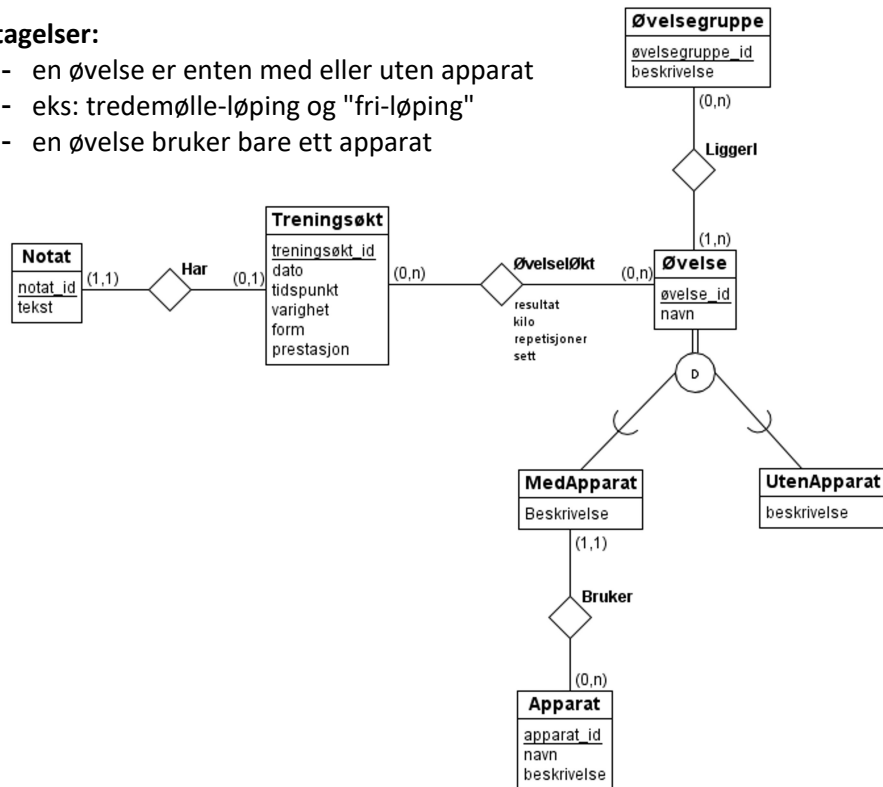 tagelser:
- en øvelse er enten med eller uten apparat
- eks: tredemølle-løping og "fri-løping"
- en øvelse bruker bare ett apparat
Øvelsegruppe
øvelsegruppe_id
beskrivelse
(0,n)
LiggerI
(1,n)
Notat
notat_id
tekst
(1,1)
Har
(0,1)
Treningsøkt
treningsøkt_id
dato
tidspunkt
varighet
form
prestasjon
(0,n)
ØvelseIØkt
resultat
kilo
repetisjoner
sett
(0,n)
Øvelse
øvelse_id
navn
D
MedApparat
Beskrivelse
(1,1)
UtenApparat
beskrivelse
Bruker
(0,n)
Apparat
apparat_id
navn
beskrivelse